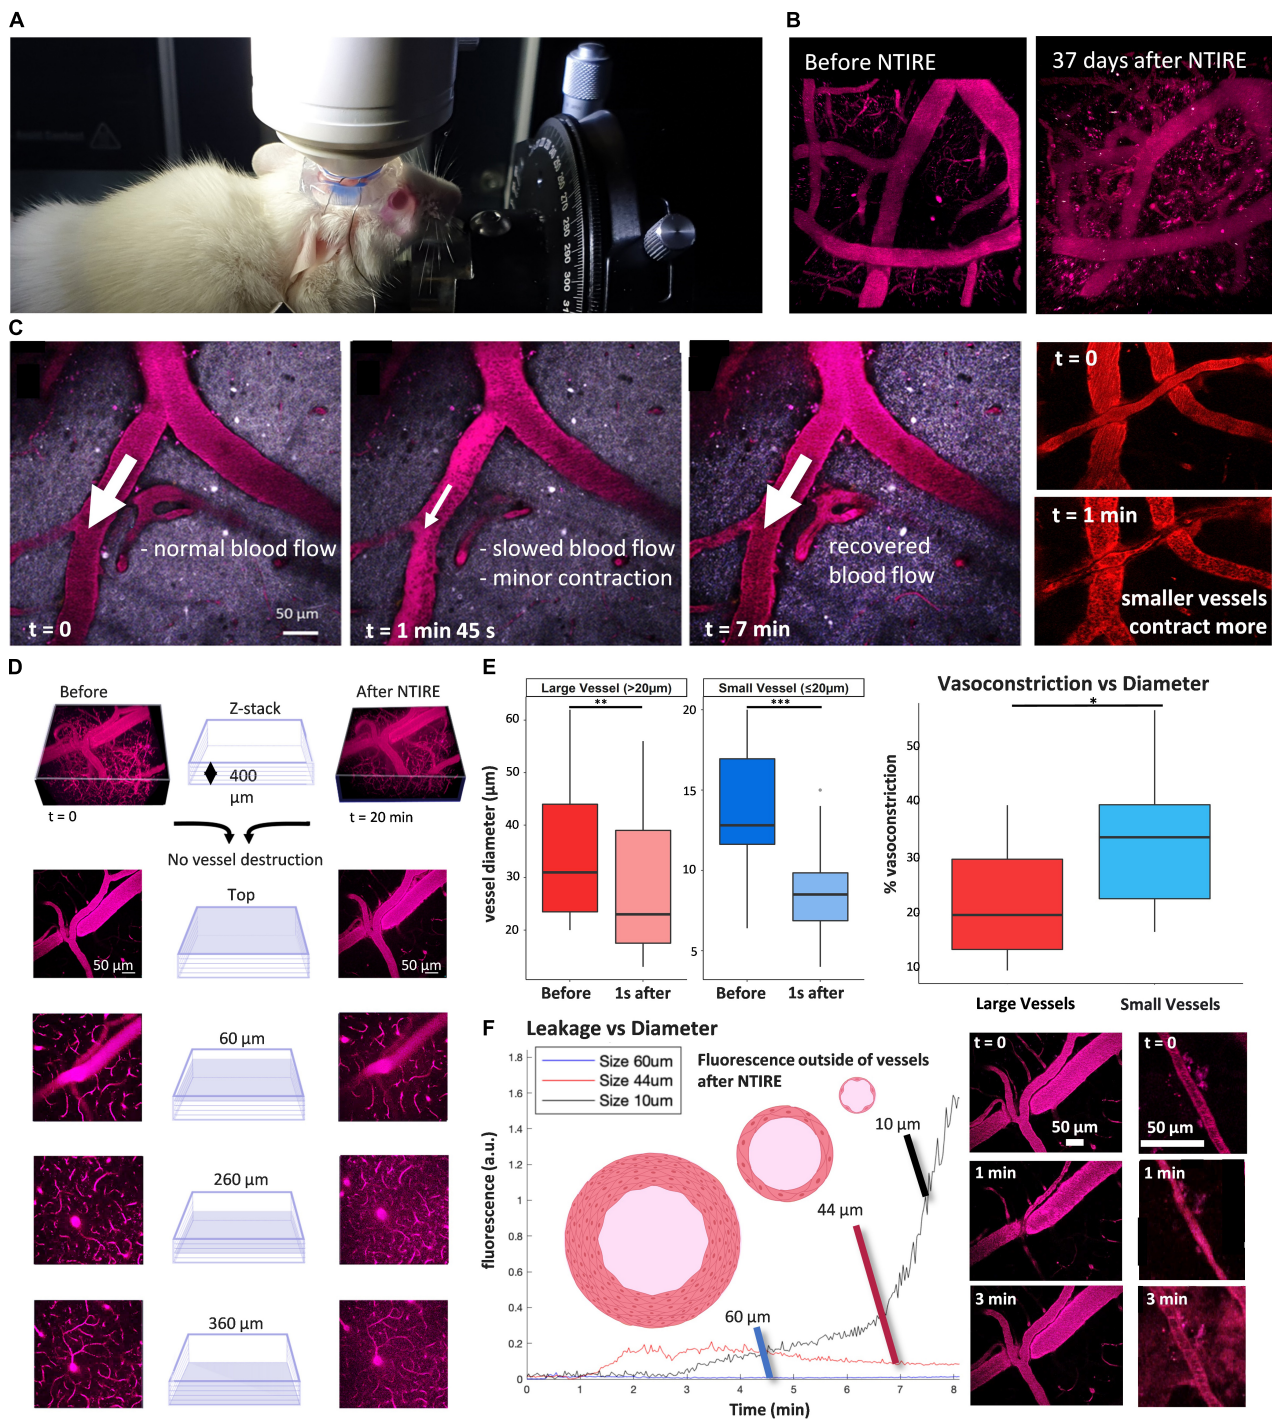 A
B
Before NTIRE
37 days after NTIRE
C
- normal blood flow
50 µm
t = 0
- slowed blood flow
- minor contraction
t = 1 min 45 s
recovered
blood flow
t = 7 min
t = 0
t = 1 min
smaller vessels
contract more
D
Before
After NTIRE
Z-stack
400
µm
t = 0
t = 20 min
No vessel destruction
Top
50 µm
50 µm
60 µm
260 µm
360 µm
E
Large Vessel (>20µm)
Small Vessel (≤20µm)
**
***
vessel diameter (µm)
60
50
40
30
20
20
15
10
5
Before
1s after
Before
1s after
Vasoconstriction vs Diameter
*
% vasoconstriction
50
40
30
20
10
Large Vessels
Small Vessels
F
Leakage vs Diameter
Size 60um
Size 44um
Size 10um
Fluorescence outside of vessels
after NTIRE
fluorescence (a.u.)
1.8
1.6
1.4
1.2
1
0.8
0.6
0.4
0.2
0
10 µm
44 µm
60 µm
0
1
2
3
4
5
6
7
8
Time (min)
t = 0
50 µm
t = 0
50 µm
1 min
1 min
3 min
3 min